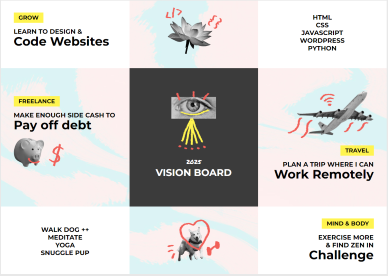 GROW
LEARN TO DESIGN &
Code Websites
HTML
CSS
JAVASCRIPT
WORDPRESS
PYTHON
FREELANCE
MAKE ENOUGH SIDE CASH TO
Pay off debt
$
2025
VISION BOARD
TRAVEL
PLAN A TRIP WHERE I CAN
Work Remotely
WALK DOG ++
MEDITATE
YOGA
SNUGGLE PUP
MIND & BODY
EXERCISE MORE
& FIND ZEN IN
Challenge